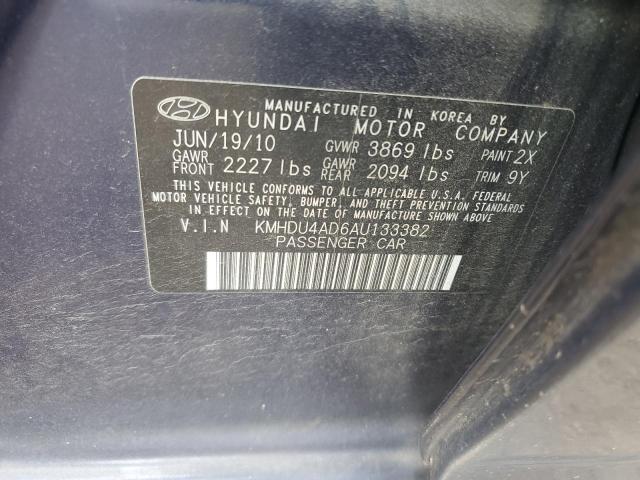 MANUFACTURED IN KOREA BY
HYUNDAI MOTOR COMPANY
JUN/19/10 GVWR 3869 lbs PAINT 2X
GAWR FRONT 2227 lbs GAWR REAR 2094 lbs TRIM 9Y
THIS VEHICLE CONFORMS TO ALL APPLICABLE U.S.A. FEDERAL
MOTOR VEHICLE SAFETY, BUMPER, AND THEFT PREVENTION STANDARDS
IN EFFECT ON THE DATE OF MANUFACTURE SHOWN ABOVE
V.I.N KMHDU4AD6AU133382
PASSENGER CAR